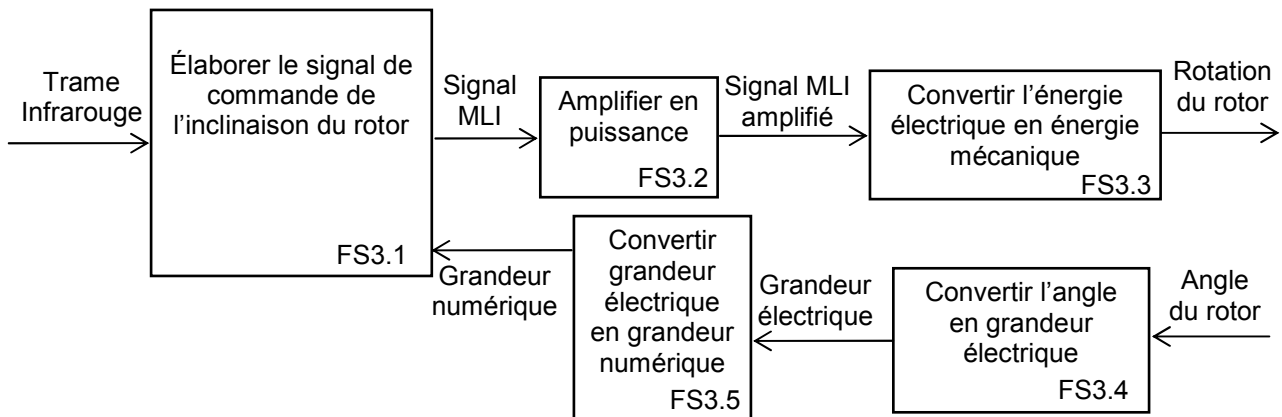 Trame
Infrarouge
Élaborer le signal de
commande de
l’inclinaison du rotor
FS3.1
Signal
MLI
Amplifier en
puissance
FS3.2
Signal MLI
amplifié
Convertir l’énergie
électrique en énergie
mécanique
FS3.3
Rotation
du rotor
Grandeur
numérique
Convertir
grandeur
électrique
en grandeur
numérique
FS3.5
Grandeur
électrique
Convertir l’angle
en grandeur
électrique
FS3.4
Angle
du rotor